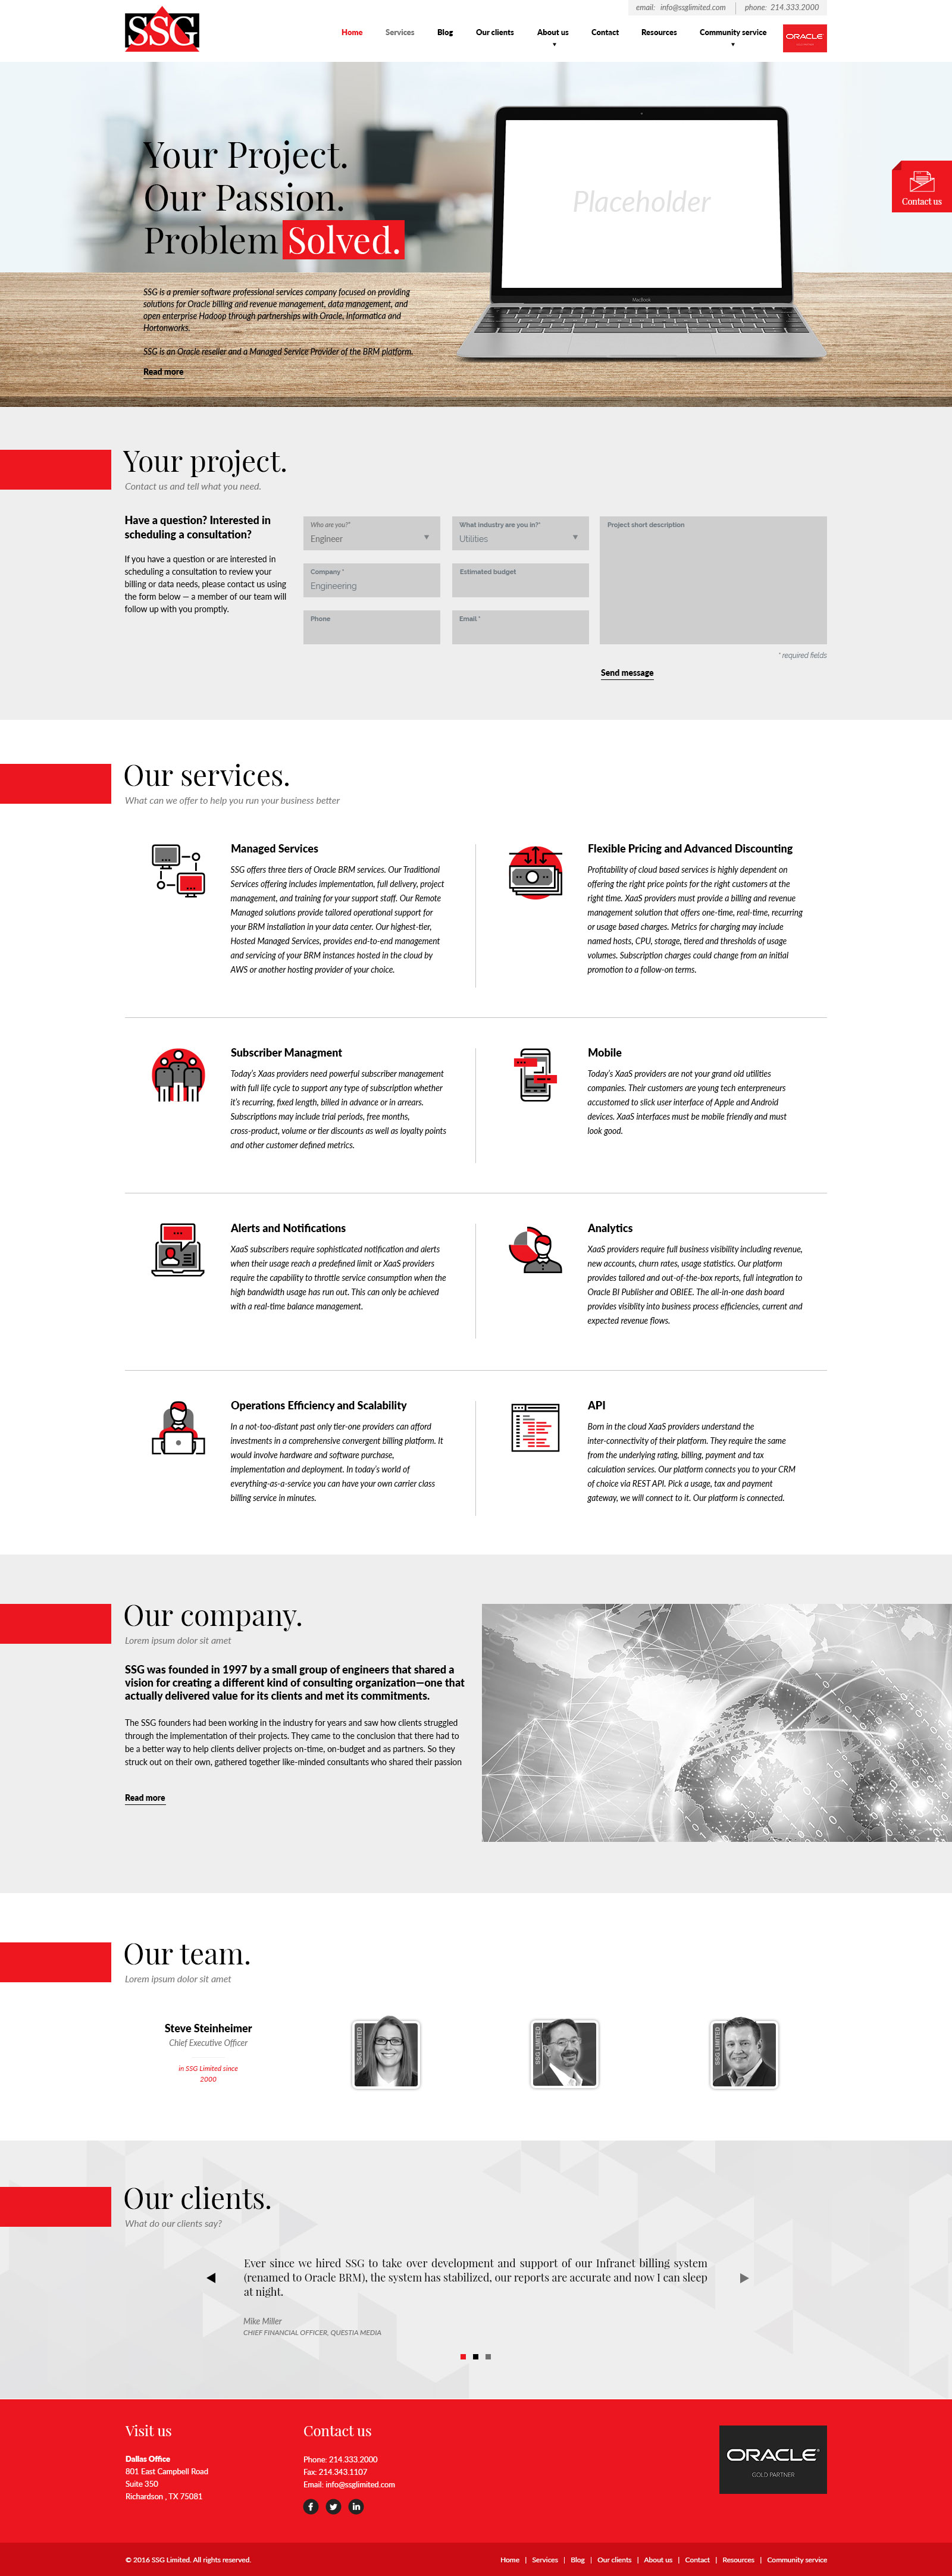 email: info@ssglimited.com
phone: 214.333.2000
SSG
Home
Services
Blog
Our clients
About us
Contact
Resources
Community service
ORACLE
Your Project.
Our Passion.
Problem Solved.
Placeholder
MacBook
Contact us
SSG is a premier software professional services company focused on providing
solutions for Oracle billing and revenue management, data management, and
open enterprise Hadoop through partnerships with Oracle, Informatica and
Hortonworks.
SSG is an Oracle reseller and a Managed Service Provider of the BRM platform.
Read more
Your project.
Contact us and tell what you need.
Have a question? Interested in
scheduling a consultation?
If you have a question or are interested in
scheduling a consultation to review your
billing or data needs, please contact us using
the form below — a member of our team will
follow up with you promptly.
Who are you?*
Engineer
What industry are you in?*
Utilities
Project short description
Company *
Engineering
Estimated budget
Phone
Email *
* required fields
Send message
Our services.
What can we offer to help you run your business better
Managed Services
SSG offers three tiers of Oracle BRM services. Our Traditional
Services offering includes implementation, full delivery, project
management, and training for your support staff. Our Remote
Managed solutions provide tailored operational support for
your BRM installation in your data center. Our highest-tier,
Hosted Managed Services, provides end-to-end management
and servicing of your BRM instances hosted in the cloud by
AWS or another hosting provider of your choice.
Flexible Pricing and Advanced Discounting
Profitability of cloud based services is highly dependent on
offering the right price points for the right customers at the
right time. XaaS providers must provide a billing and revenue
management solution that offers one-time, real-time, recurring
or usage based charges. Metrics for charging may include
named hosts, CPU, storage, tiered and thresholds of usage
volumes. Subscription charges could change from an initial
promotion to a follow-on terms.
Subscriber Managment
Today's Xaas providers need powerful subscriber management
with full life cycle to support any type of subscription whether
it's recurring, fixed length, billed in advance or in arrears.
Subscriptions may include trial periods, free months,
cross-product, volume or tier discounts as well as loyalty points
and other customer defined metrics.
Mobile
Today's XaaS providers are not your grand old utilities
companies. Their customers are young tech enterpreneurs
accustomed to slick user interface of Apple and Android
devices. XaaS interfaces must be mobile friendly and must
look good.
Alerts and Notifications
XaaS subscribers require sophisticated notification and alerts
when their usage reach a predefined limit or XaaS providers
require the capability to throttle service consumption when the
high bandwidth usage has run out. This can only be achieved
with a real-time balance management.
Analytics
XaaS providers require full business visibility including revenue,
new accounts, churn rates, usage statistics. Our platform
provides tailored and out-of-the-box reports, full integration to
Oracle BI Publisher and OBIEE. The all-in-one dash board
provides visiblity into business process efficiencies, current and
expected revenue flows.
Operations Efficiency and Scalability
In a not-too-distant past only tier-one providers can afford
investments in a comprehensive convergent billing platform. It
would involve hardware and software purchase,
implementation and deployment. In today's world of
everything-as-a-service you can have your own carrier class
billing service in minutes.
API
Born in the cloud XaaS providers understand the
inter-connectivity of their platform. They require the same
from the underlying rating, billing, payment and tax
calculation services. Our platform connects you to your CRM
of choice via REST API. Pick a usage, tax and payment
gateway, we will connect to it. Our platform is connected.
Our company.
Lorem ipsum dolor sit amet
SSG was founded in 1997 by a small group of engineers that shared a
vision for creating a different kind of consulting organization—one that
actually delivered value for its clients and met its commitments.
The SSG founders had been working in the industry for years and saw how clients struggled
through the implementation of their projects. They came to the conclusion that there had to
be a better way to help clients deliver projects on-time, on-budget and as partners. So they
struck out on their own, gathered together like-minded consultants who shared their passion
Read more
Our team.
Lorem ipsum dolor sit amet
Steve Steinheimer
Chief Executive Officer
in SSG Limited since
2000
SSG LIMITED
SSG LIMITED
SSG LIMITED
Our clients.
What do our clients say?
Ever since we hired SSG to take over development and support of our Infranet billing system
(renamed to Oracle BRM), the system has stabilized, our reports are accurate and now I can sleep
at night.
Mike Miller
CHIEF FINANCIAL OFFICER, QUESTIA MEDIA
Visit us
Dallas Office
801 East Campbell Road
Suite 350
Richardson , TX 75081
Contact us
Phone: 214.333.2000
Fax: 214.343.1107
Email: info@ssglimited.com
ORACLE
GOLD PARTNER
© 2016 SSG Limited. All rights reserved.
Home | Services | Blog | Our clients | About us | Contact | Resources | Community service